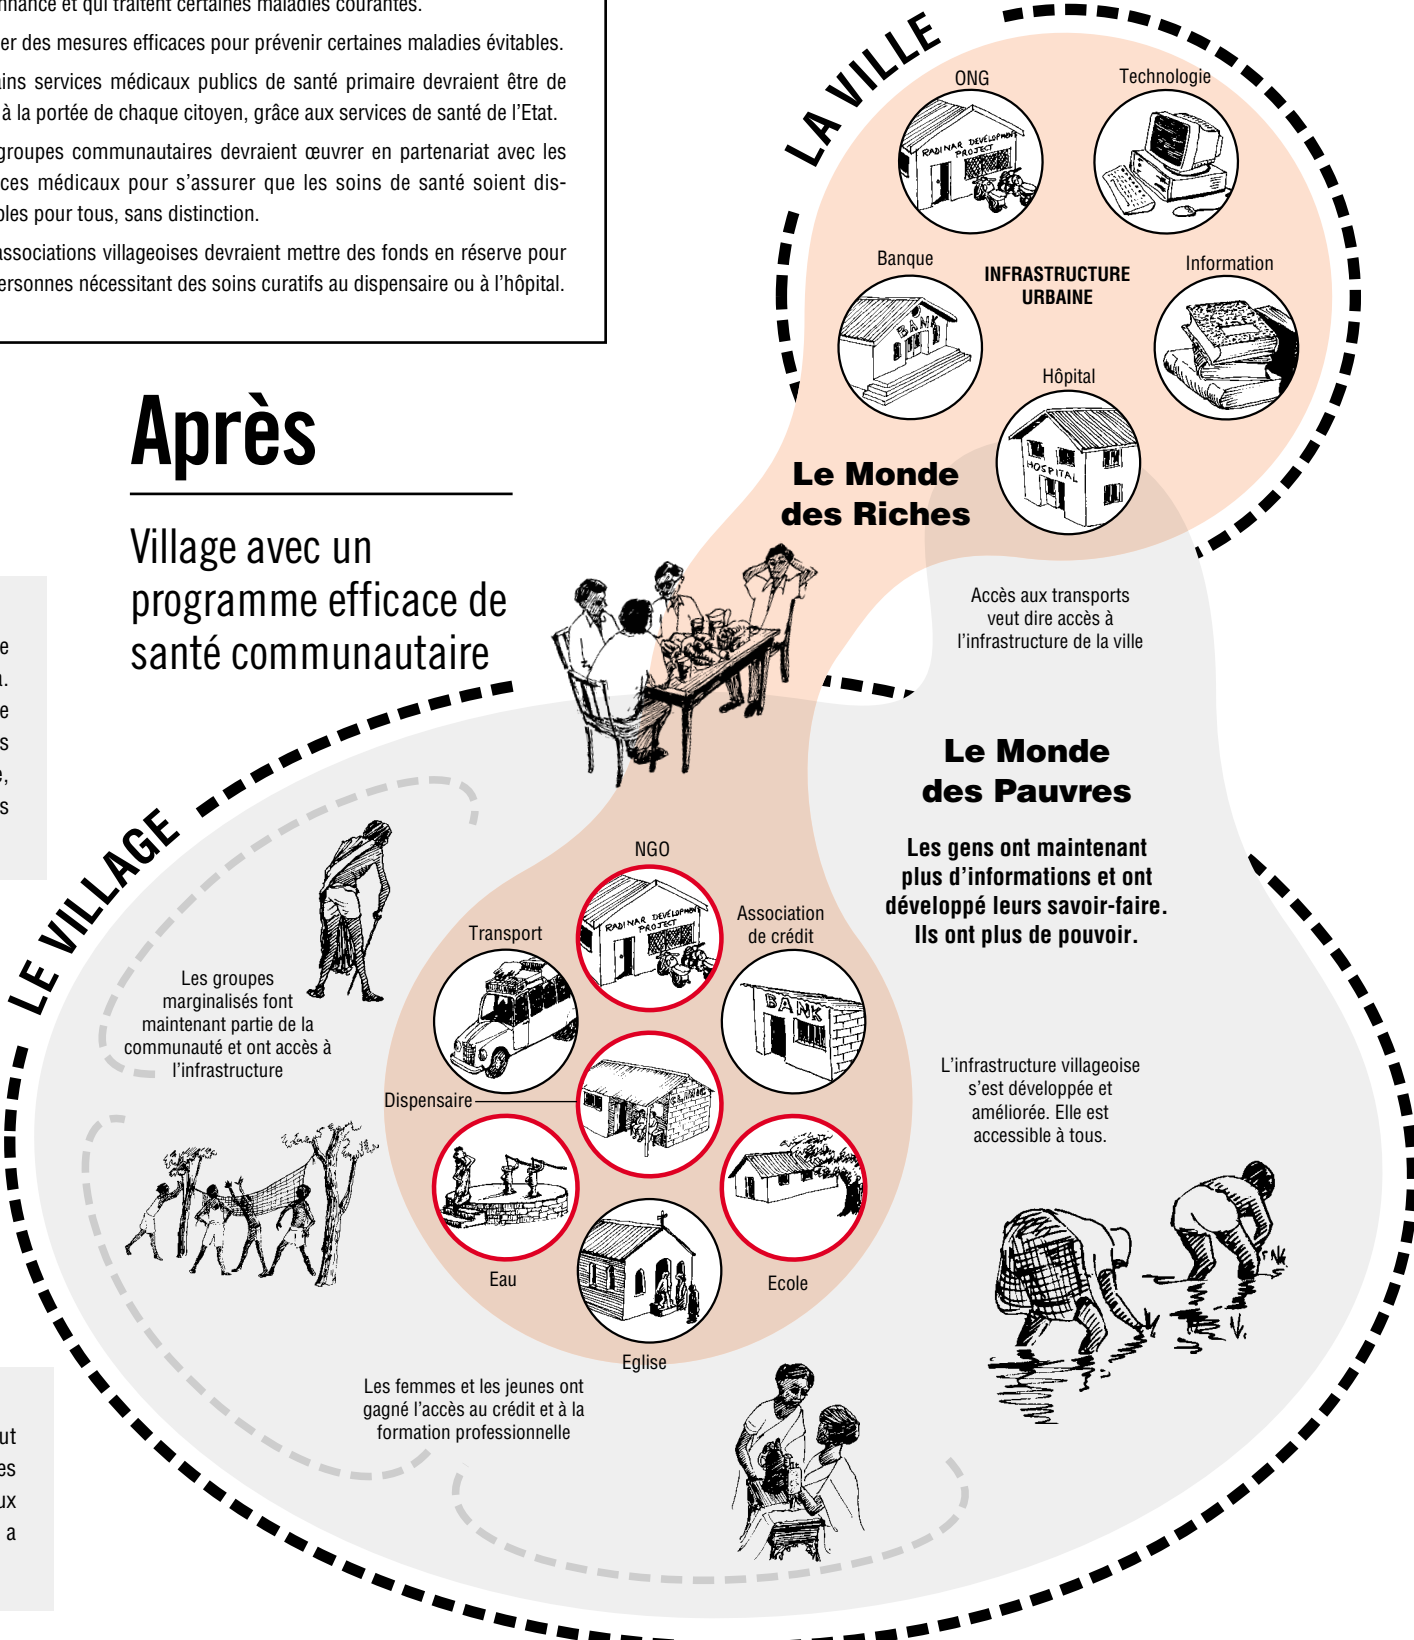 et qui traitent certaines maladies courantes.
des mesures efficaces pour prévenir certaines maladies évitables.
services médicaux publics de santé primaire devraient être de
à la portée de chaque citoyen, grâce aux services de santé de l'Etat.
groupes communautaires devraient œuvrer en partenariat avec les
médicaux pour s'assurer que les soins de santé soient dis-
pour tous, sans distinction.
associations villageoises devraient mettre des fonds en réserve pour
nécessitant des soins curatifs au dispensaire ou à l'hôpital.
Après
Village avec un
programme efficace de
santé communautaire
LA VILLE
ONG
Technologie
RADINAR DEVELOPMENT
PROJECT
Banque
INFRASTRUCTURE
URBAINE
Information
BANK
Hôpital
HOSPITAL
Le Monde
des Riches
Accès aux transports
veut dire accès à
l'infrastructure de la ville
Le Monde
des Pauvres
Les gens ont maintenant
plus d'informations et ont
développé leurs savoir-faire.
Ils ont plus de pouvoir.
LE VILLAGE
NGO
RADINAR DEVELOPMENT
PROJECT
Transport
Association
de crédit
BANK
Les groupes
marginalisés font
maintenant partie de la
communauté et ont accès à
l'infrastructure
Dispensaire
CLINIC
L'infrastructure villageoise
s'est développée et
améliorée. Elle est
accessible à tous.
Eau
Ecole
Eglise
Les femmes et les jeunes ont
gagné l'accès au crédit et à la
formation professionnelle